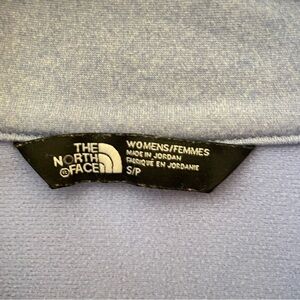 THE
NORTH
FACE
WOMENS/FEMMES
MADE IN JORDAN
FABRIQUÉ EN JORDANIE
S/P